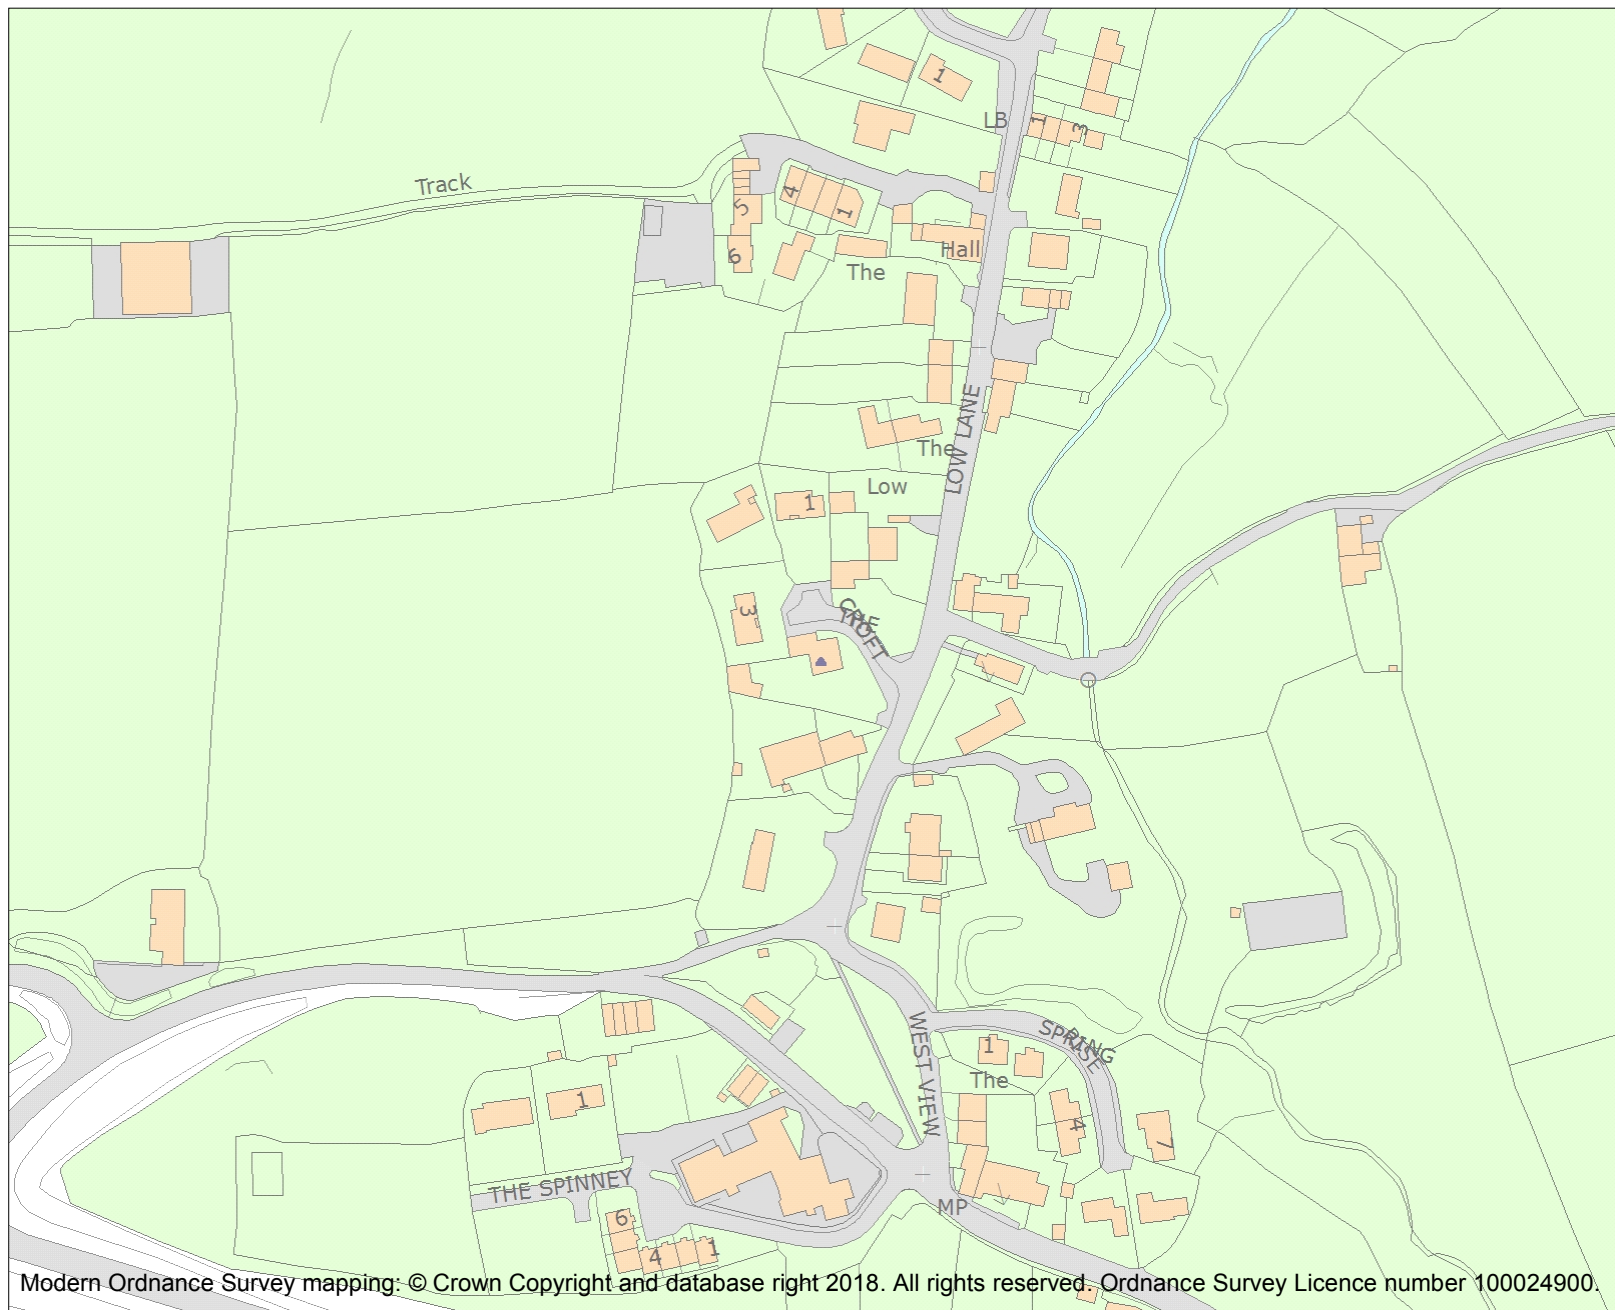 1
LB
1
3
Track
4
1
5
6
Hall
The
LOW LANE
The
Low
1
3
THE
CROFT
WEST VIEW
SPRING
RISE
1
The
1
4
7
THE SPINNEY
MP
6
4
1
Modern Ordnance Survey mapping: © Crown Copyright and database right 2018. All rights reserved. Ordnance Survey Licence number 100024900.